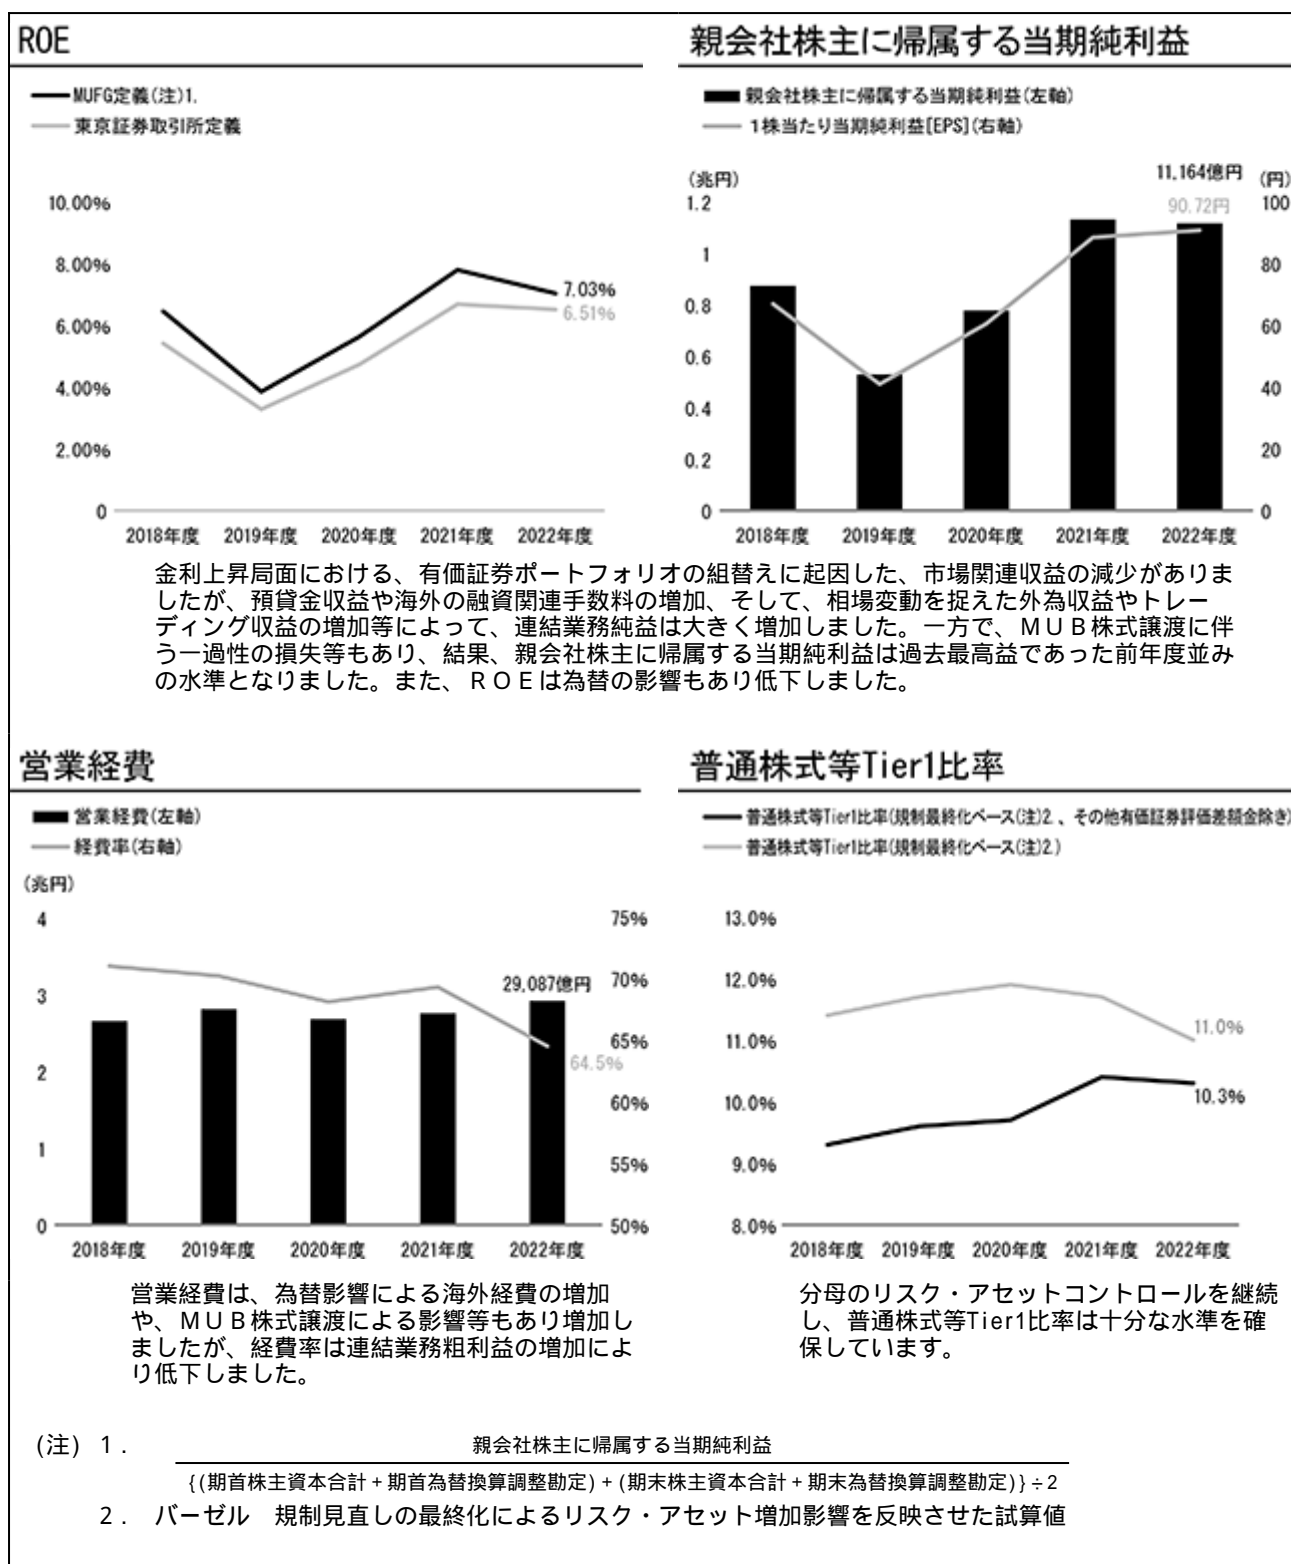 ROE
MUFG定義(注)1.
東京証券取引所定義
10.00%
8.00%
6.00%
4.00%
2.00%
0
7.03%
6.51%
2018年度 2019年度 2020年度 2021年度 2022年度
親会社株主に帰属する当期純利益
親会社株主に帰属する当期純利益(左軸)
1株当たり当期純利益[EPS](右軸)
(兆円)
1.2
1
0.8
0.6
0.4
0.2
0
11,164億円
90.72円
(円)
100
80
60
40
20
0
2018年度 2019年度 2020年度 2021年度 2022年度
金利上昇局面における、有価証券ポートフォリオの組替えに起因した、市場関連収益の減少がありま
したが、預貸金収益や海外の融資関連手数料の増加、そして、相場変動を捉えた外為収益やトレー
ディング収益の増加等によって、連結業務純益は大きく増加しました。一方で、ＭＵＢ株式譲渡に伴
う一過性の損失等もあり、結果、親会社株主に帰属する当期純利益は過去最高益であった前年度並み
の水準となりました。また、ＲＯＥは為替の影響もあり低下しました。
営業経費
営業経費(左軸)
経費率(右軸)
(兆円)
4
3
2
1
0
29,087億円
64.5%
75%
70%
65%
60%
55%
50%
2018年度 2019年度 2020年度 2021年度 2022年度
営業経費は、為替影響による海外経費の増加
や、ＭＵＢ株式譲渡による影響等もあり増加し
ましたが、経費率は連結業務粗利益の増加によ
り低下しました。
普通株式等Tier1比率
普通株式等Tier1比率(規制最終化ベース(注)2.、その他有価証券評価差額金除き)
普通株式等Tier1比率(規制最終化ベース(注)2.)
13.0%
12.0%
11.0%
10.0%
9.0%
8.0%
11.0%
10.3%
2018年度 2019年度 2020年度 2021年度 2022年度
分母のリスク・アセットコントロールを継続
し、普通株式等Tier1比率は十分な水準を確
保しています。
(注) １． 親会社株主に帰属する当期純利益
{(期首株主資本合計＋期首為替換算調整勘定)＋(期末株主資本合計＋期末為替換算調整勘定)}÷2
２． バーゼル　規制見直しの最終化によるリスク・アセット増加影響を反映させた試算値